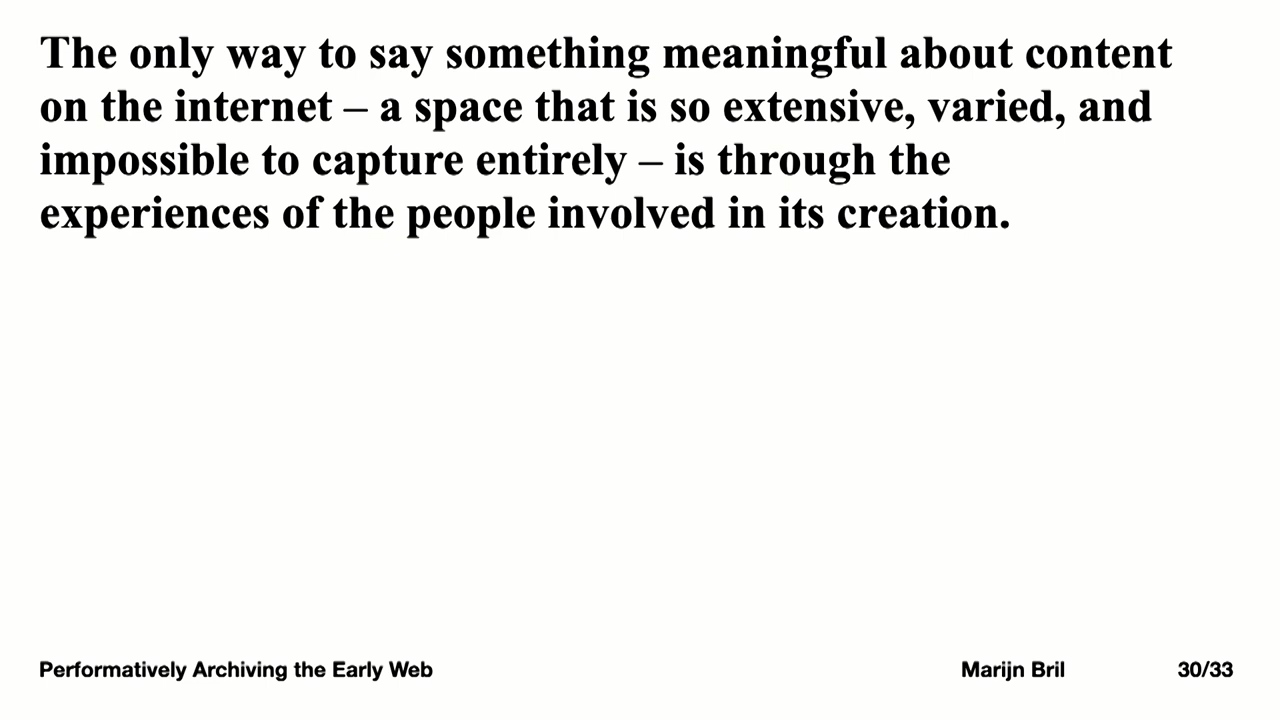 The only way to say something meaningful about content
on the internet – a space that is so extensive, varied, and
impossible to capture entirely – is through the
experiences of the people involved in its creation.
Performatively Archiving the Early Web
Marijn Bril
30/33